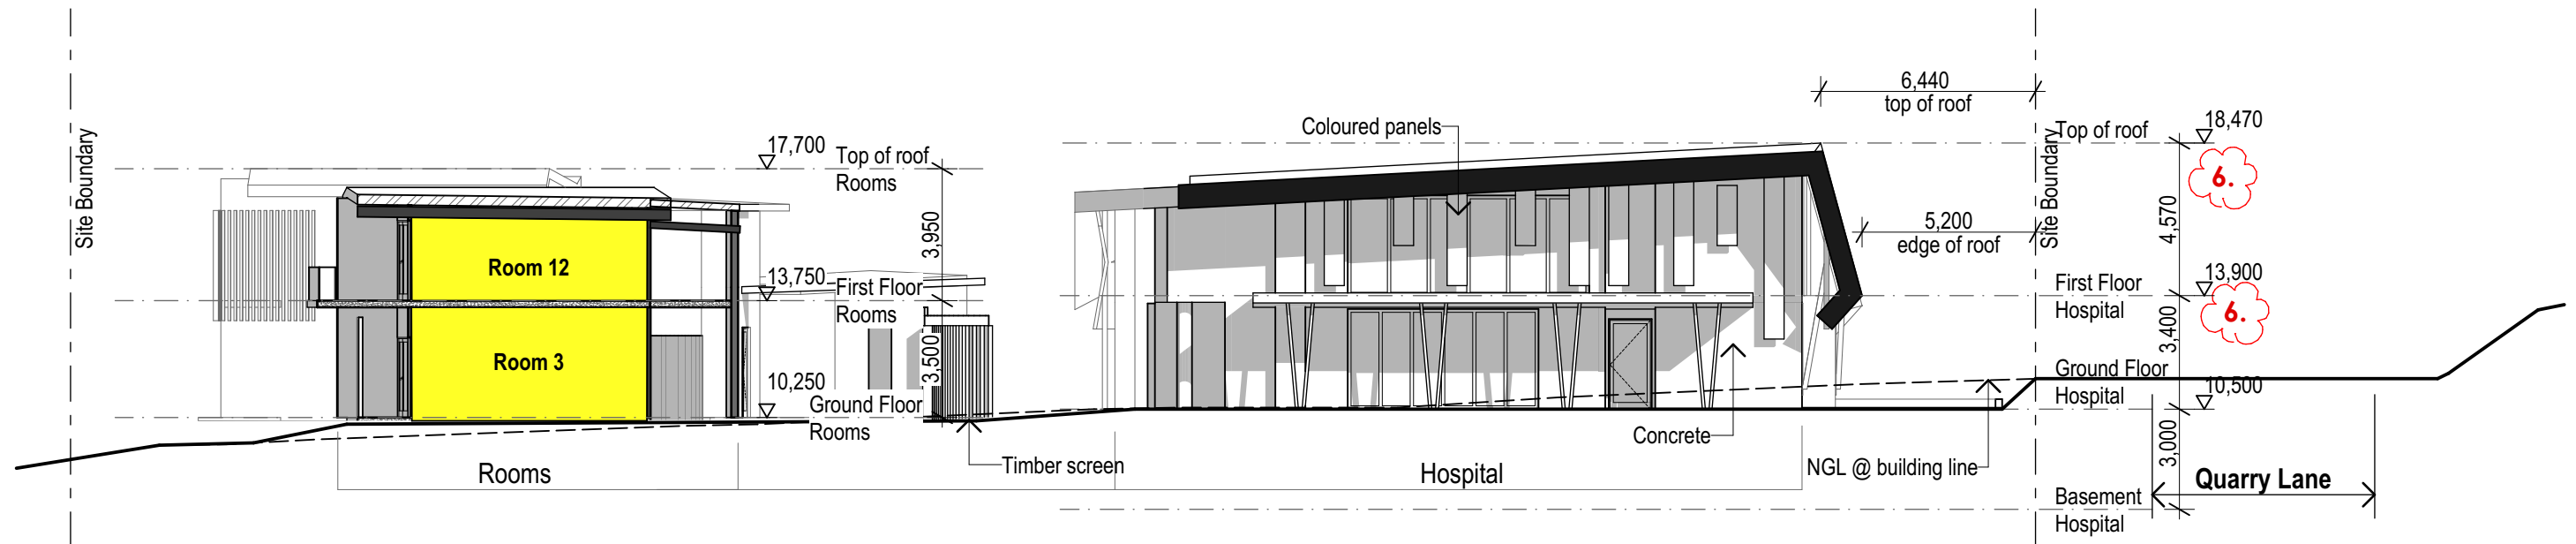 Site Boundary
Room 12
Room 3
Rooms
17,700
Top of roof
Rooms
3,950
13,750
First Floor
Rooms
3,500
10,250
Ground Floor
Rooms
Timber screen
Coloured panels
Concrete
Hospital
NGL @ building line
6,440
top of roof
5,200
edge of roof
Site Boundary
Top of roof
18,470
6.
4,570
First Floor
Hospital
13,900
6.
3,400
Ground Floor
Hospital
10,500
3,000
Basement
Hospital
Quarry Lane